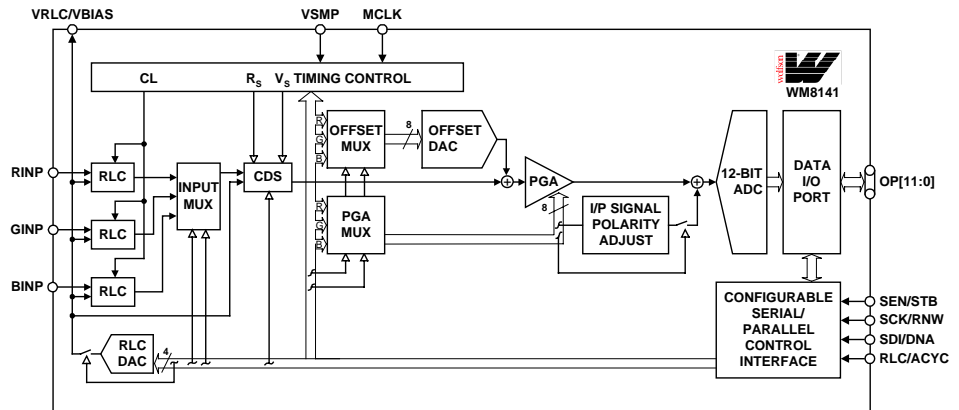 VRLC/VBIAS
VSMP
MCLK
CL
RS
VS TIMING CONTROL
wolfson
WM8141
R
G
B
OFFSET
MUX
8
OFFSET
DAC
RINP
RLC
INPUT
MUX
CDS
PGA
12-BIT
ADC
DATA
I/O
PORT
OP[11:0]
GINP
RLC
R
G
B
PGA
MUX
8
I/P SIGNAL
POLARITY
ADJUST
BINP
RLC
CONFIGURABLE
SERIAL/
PARALLEL
CONTROL
INTERFACE
SEN/STB
SCK/RNW
SDI/DNA
RLC/ACYC
RLC
DAC
4